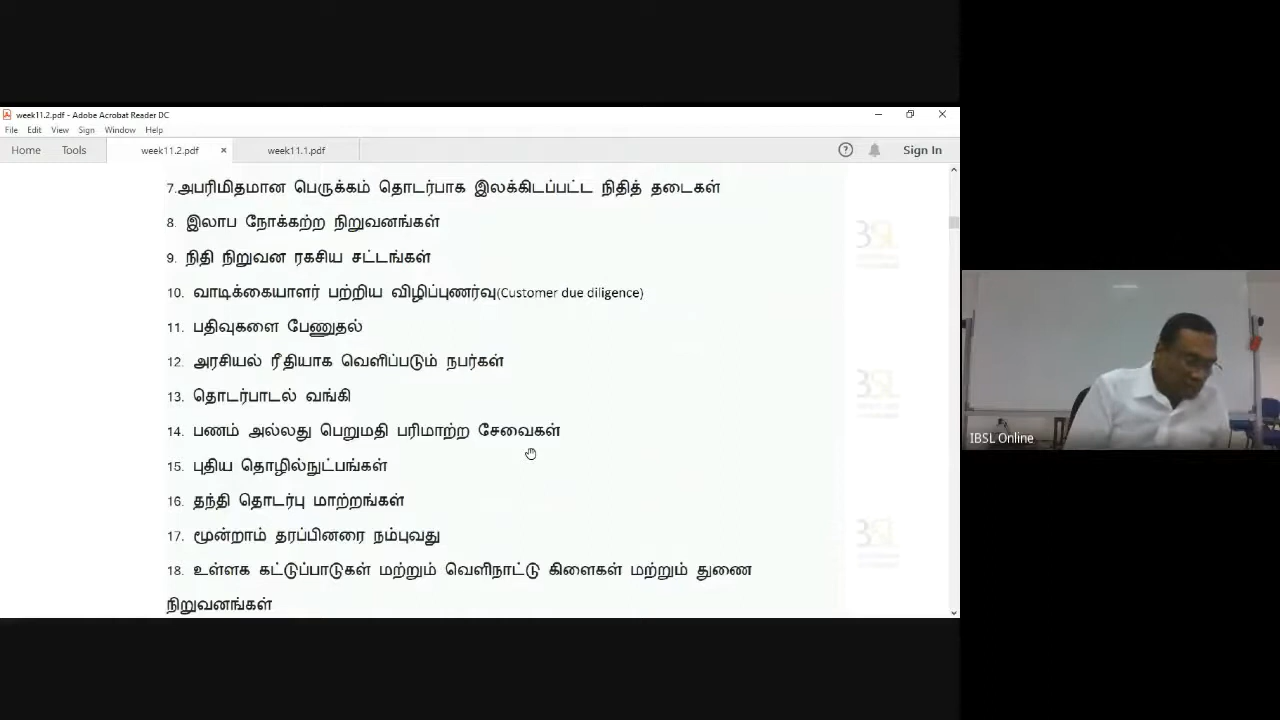 week11.2.pdf - Adobe Acrobat Reader DC
File Edit View Sign Window Help
Home Tools week11.2.pdf × week11.1.pdf Sign In
7.அபரிமிதமான பெருக்கம் தொடர்பாக இலக்கிடப்பட்ட நிதித் தடைகள்
8. இலாப நோக்கற்ற நிறுவனங்கள்
9. நிதி நிறுவன ரகசிய சட்டங்கள்
10. வாடிக்கையாளர் பற்றிய விழிப்புணர்வு(Customer due diligence)
11. பதிவுகளை பேணுதல்
12. அரசியல் ரீதியாக வெளிப்படும் நபர்கள்
13. தொடர்பாடல் வங்கி
14. பணம் அல்லது பெறுமதி பரிமாற்ற சேவைகள்
15. புதிய தொழில்நுட்பங்கள்
16. தந்தி தொடர்பு மாற்றங்கள்
17. மூன்றாம் தரப்பினரை நம்புவது
18. உள்ளக கட்டுப்பாடுகள் மற்றும் வெளிநாட்டு கிளைகள் மற்றும் துணை
நிறுவனங்கள்
IBSL Online